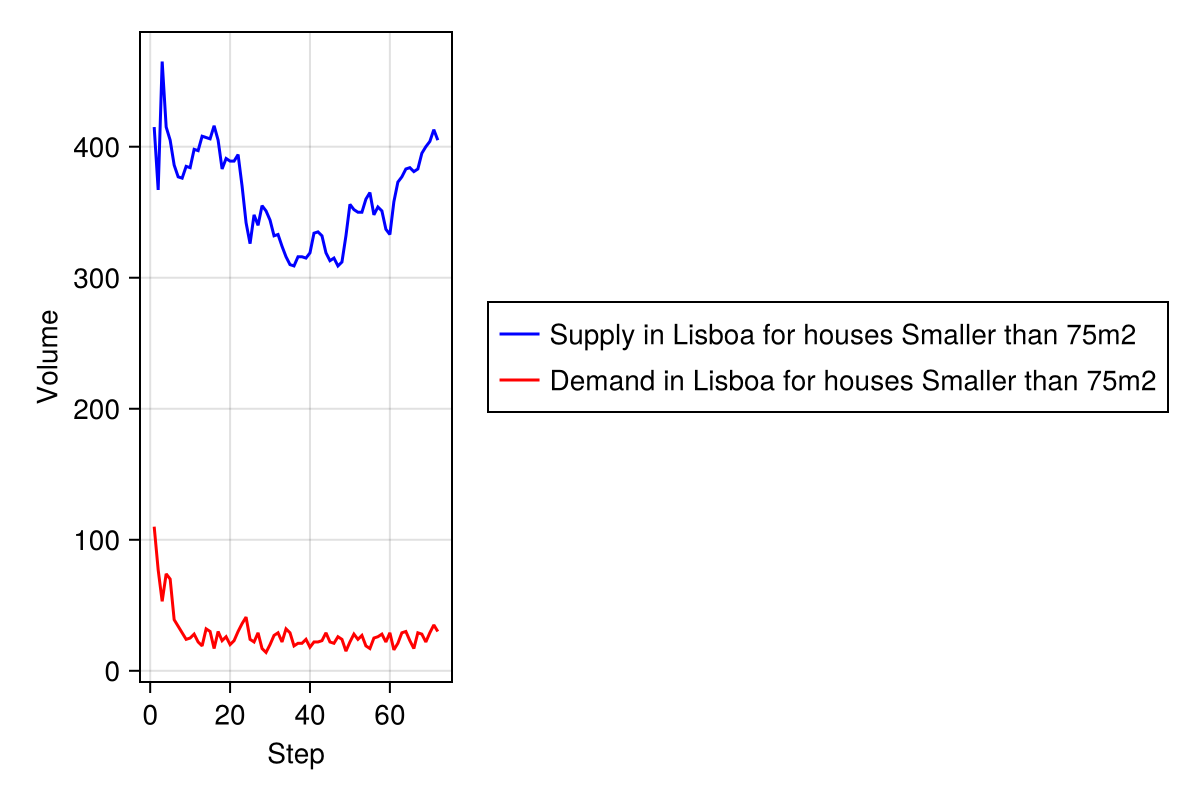 400
300
200
100
0
Volume
0 20 40 60
Step
Supply in Lisboa for houses Smaller than 75m2
Demand in Lisboa for houses Smaller than 75m2